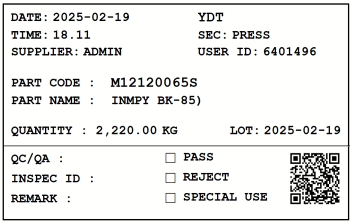 DATE: 2025-02-19 YDT
TIME: 18.11 SEC: PRESS
SUPPLIER: ADMIN USER ID: 6401496
PART CODE : M12120065S
PART NAME : INMPY BK-85)
QUANTITY : 2,220.00 KG LOT: 2025-02-19
QC/QA : □ PASS
INSPEC ID : □ REJECT
REMARK : □ SPECIAL USE